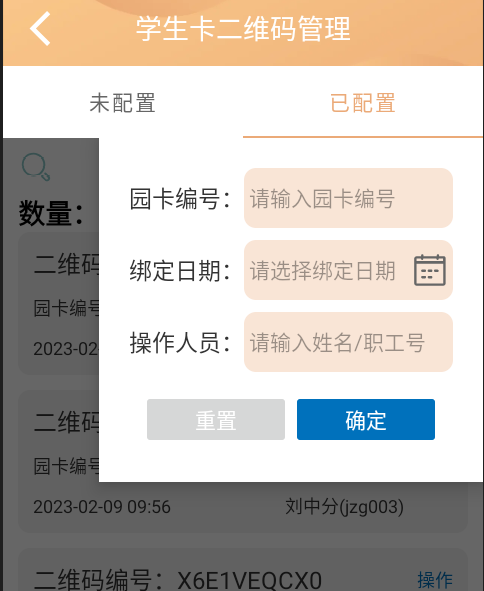 学生卡二维码管理
未配置 已配置
园卡编号： 请输入园卡编号
绑定日期： 请选择绑定日期
操作人员： 请输入姓名/职工号
重置 确定
数量：
二维码
园卡编号
2023-02
二维码
园卡编号
2023-02-09 09:56 刘中分(jzg003)
二维码编号：X6E1VEQCX0 操作